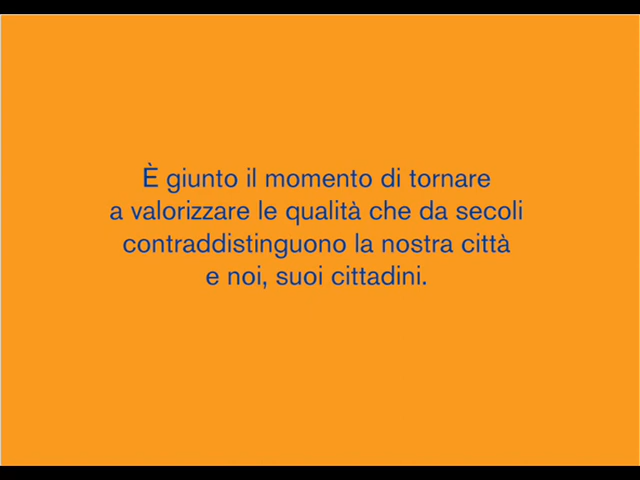 È giunto il momento di tornare
a valorizzare le qualità che da secoli
contraddistinguono la nostra città
e noi, suoi cittadini.